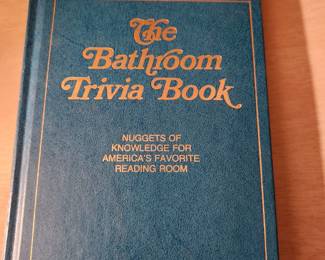 The
Bathroom
Trivia Book
NUGGETS OF
KNOWLEDGE FOR
AMERICA'S FAVORITE
READING ROOM